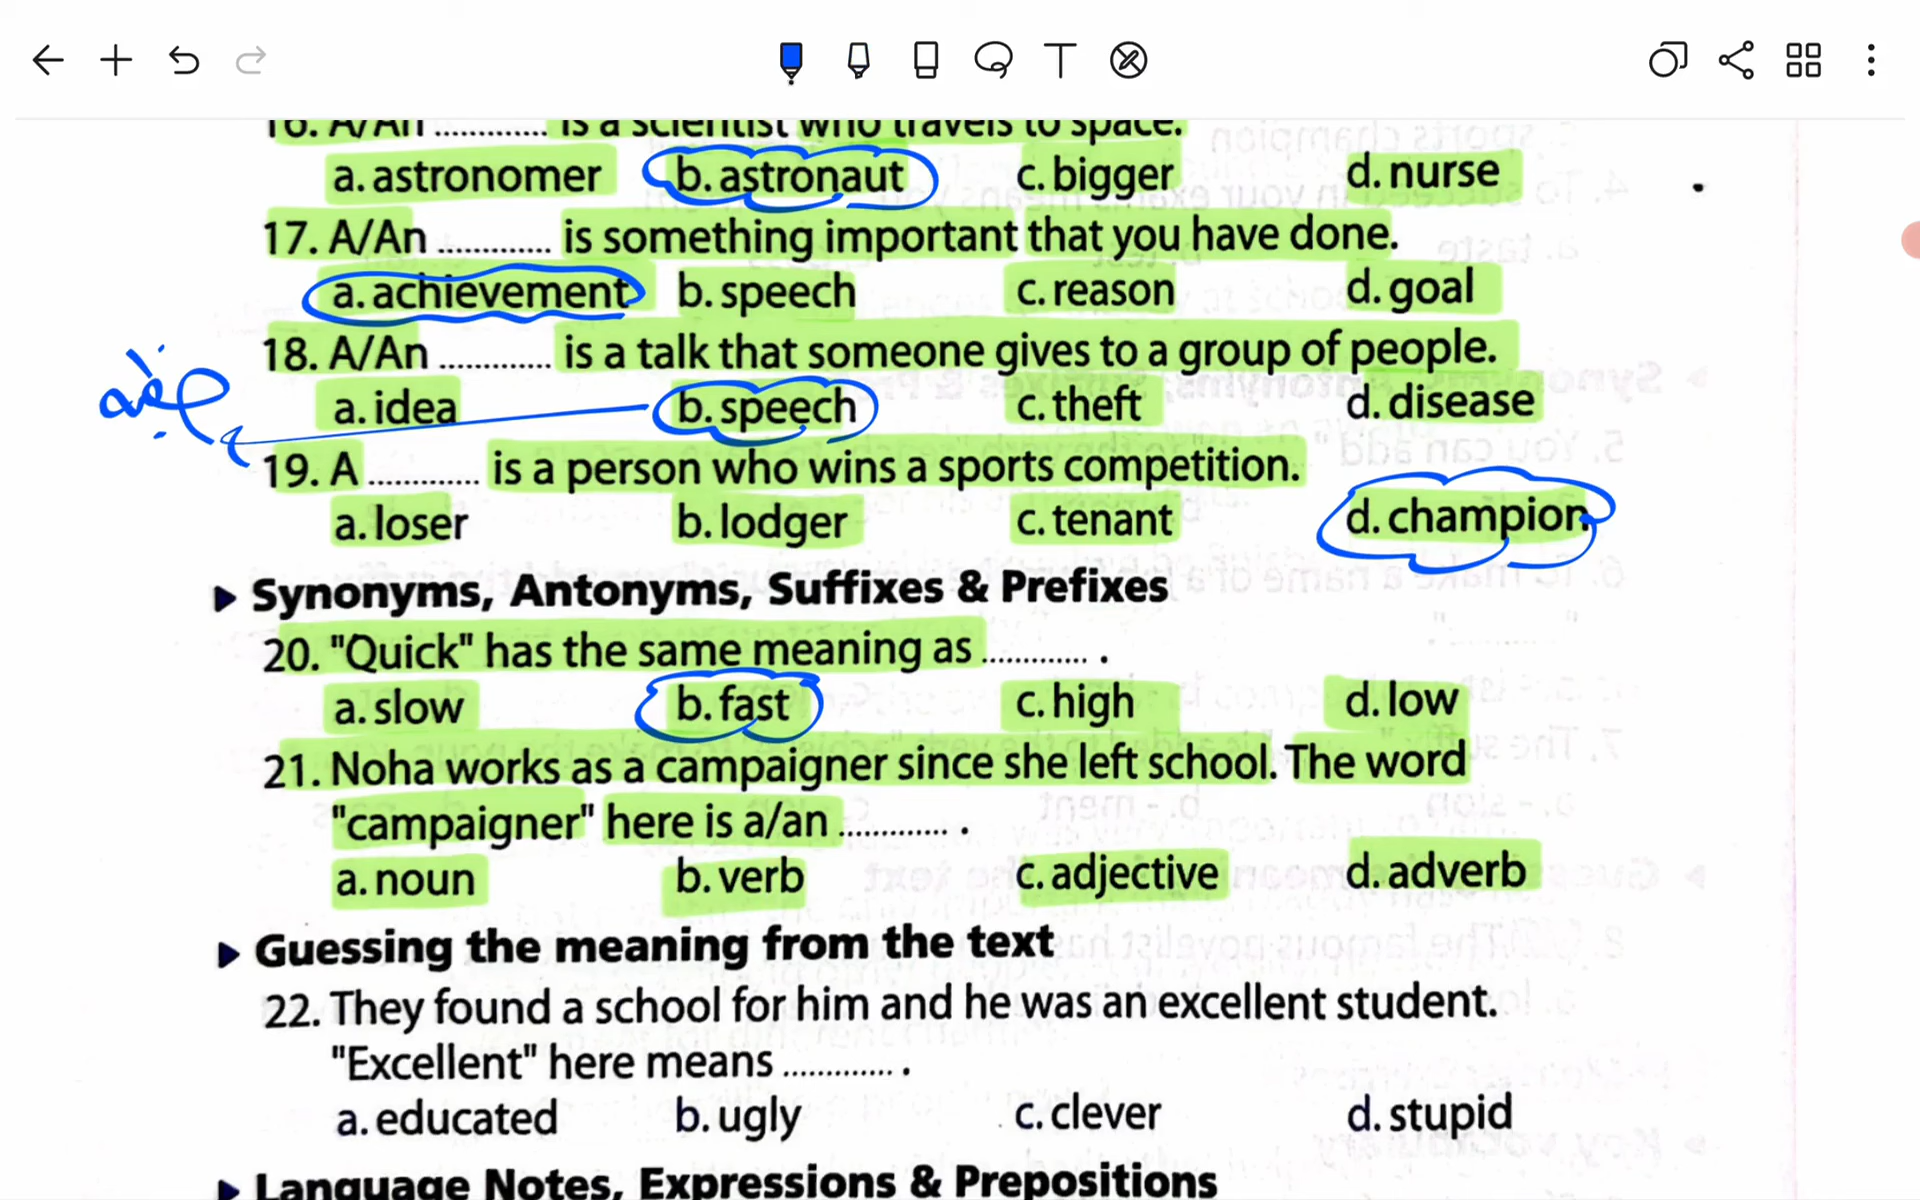 16. A/An ............. is a scientist who travels to space.
a. astronomer b. astronaut c. bigger d. nurse
17. A/An ............. is something important that you have done.
a. achievement b. speech c. reason d. goal
18. A/An ............. is a talk that someone gives to a group of people.
a. idea b. speech c. theft d. disease
19. A ............. is a person who wins a sports competition.
a. loser b. lodger c. tenant d. champion
Synonyms, Antonyms, Suffixes & Prefixes
20. "Quick" has the same meaning as ............. .
a. slow b. fast c. high d. low
21. Noha works as a campaigner since she left school. The word
"campaigner" here is a/an ............. .
a. noun b. verb c. adjective d. adverb
Guessing the meaning from the text
22. They found a school for him and he was an excellent student.
"Excellent" here means ............. .
a. educated b. ugly c. clever d. stupid
Language Notes, Expressions & Prepositions